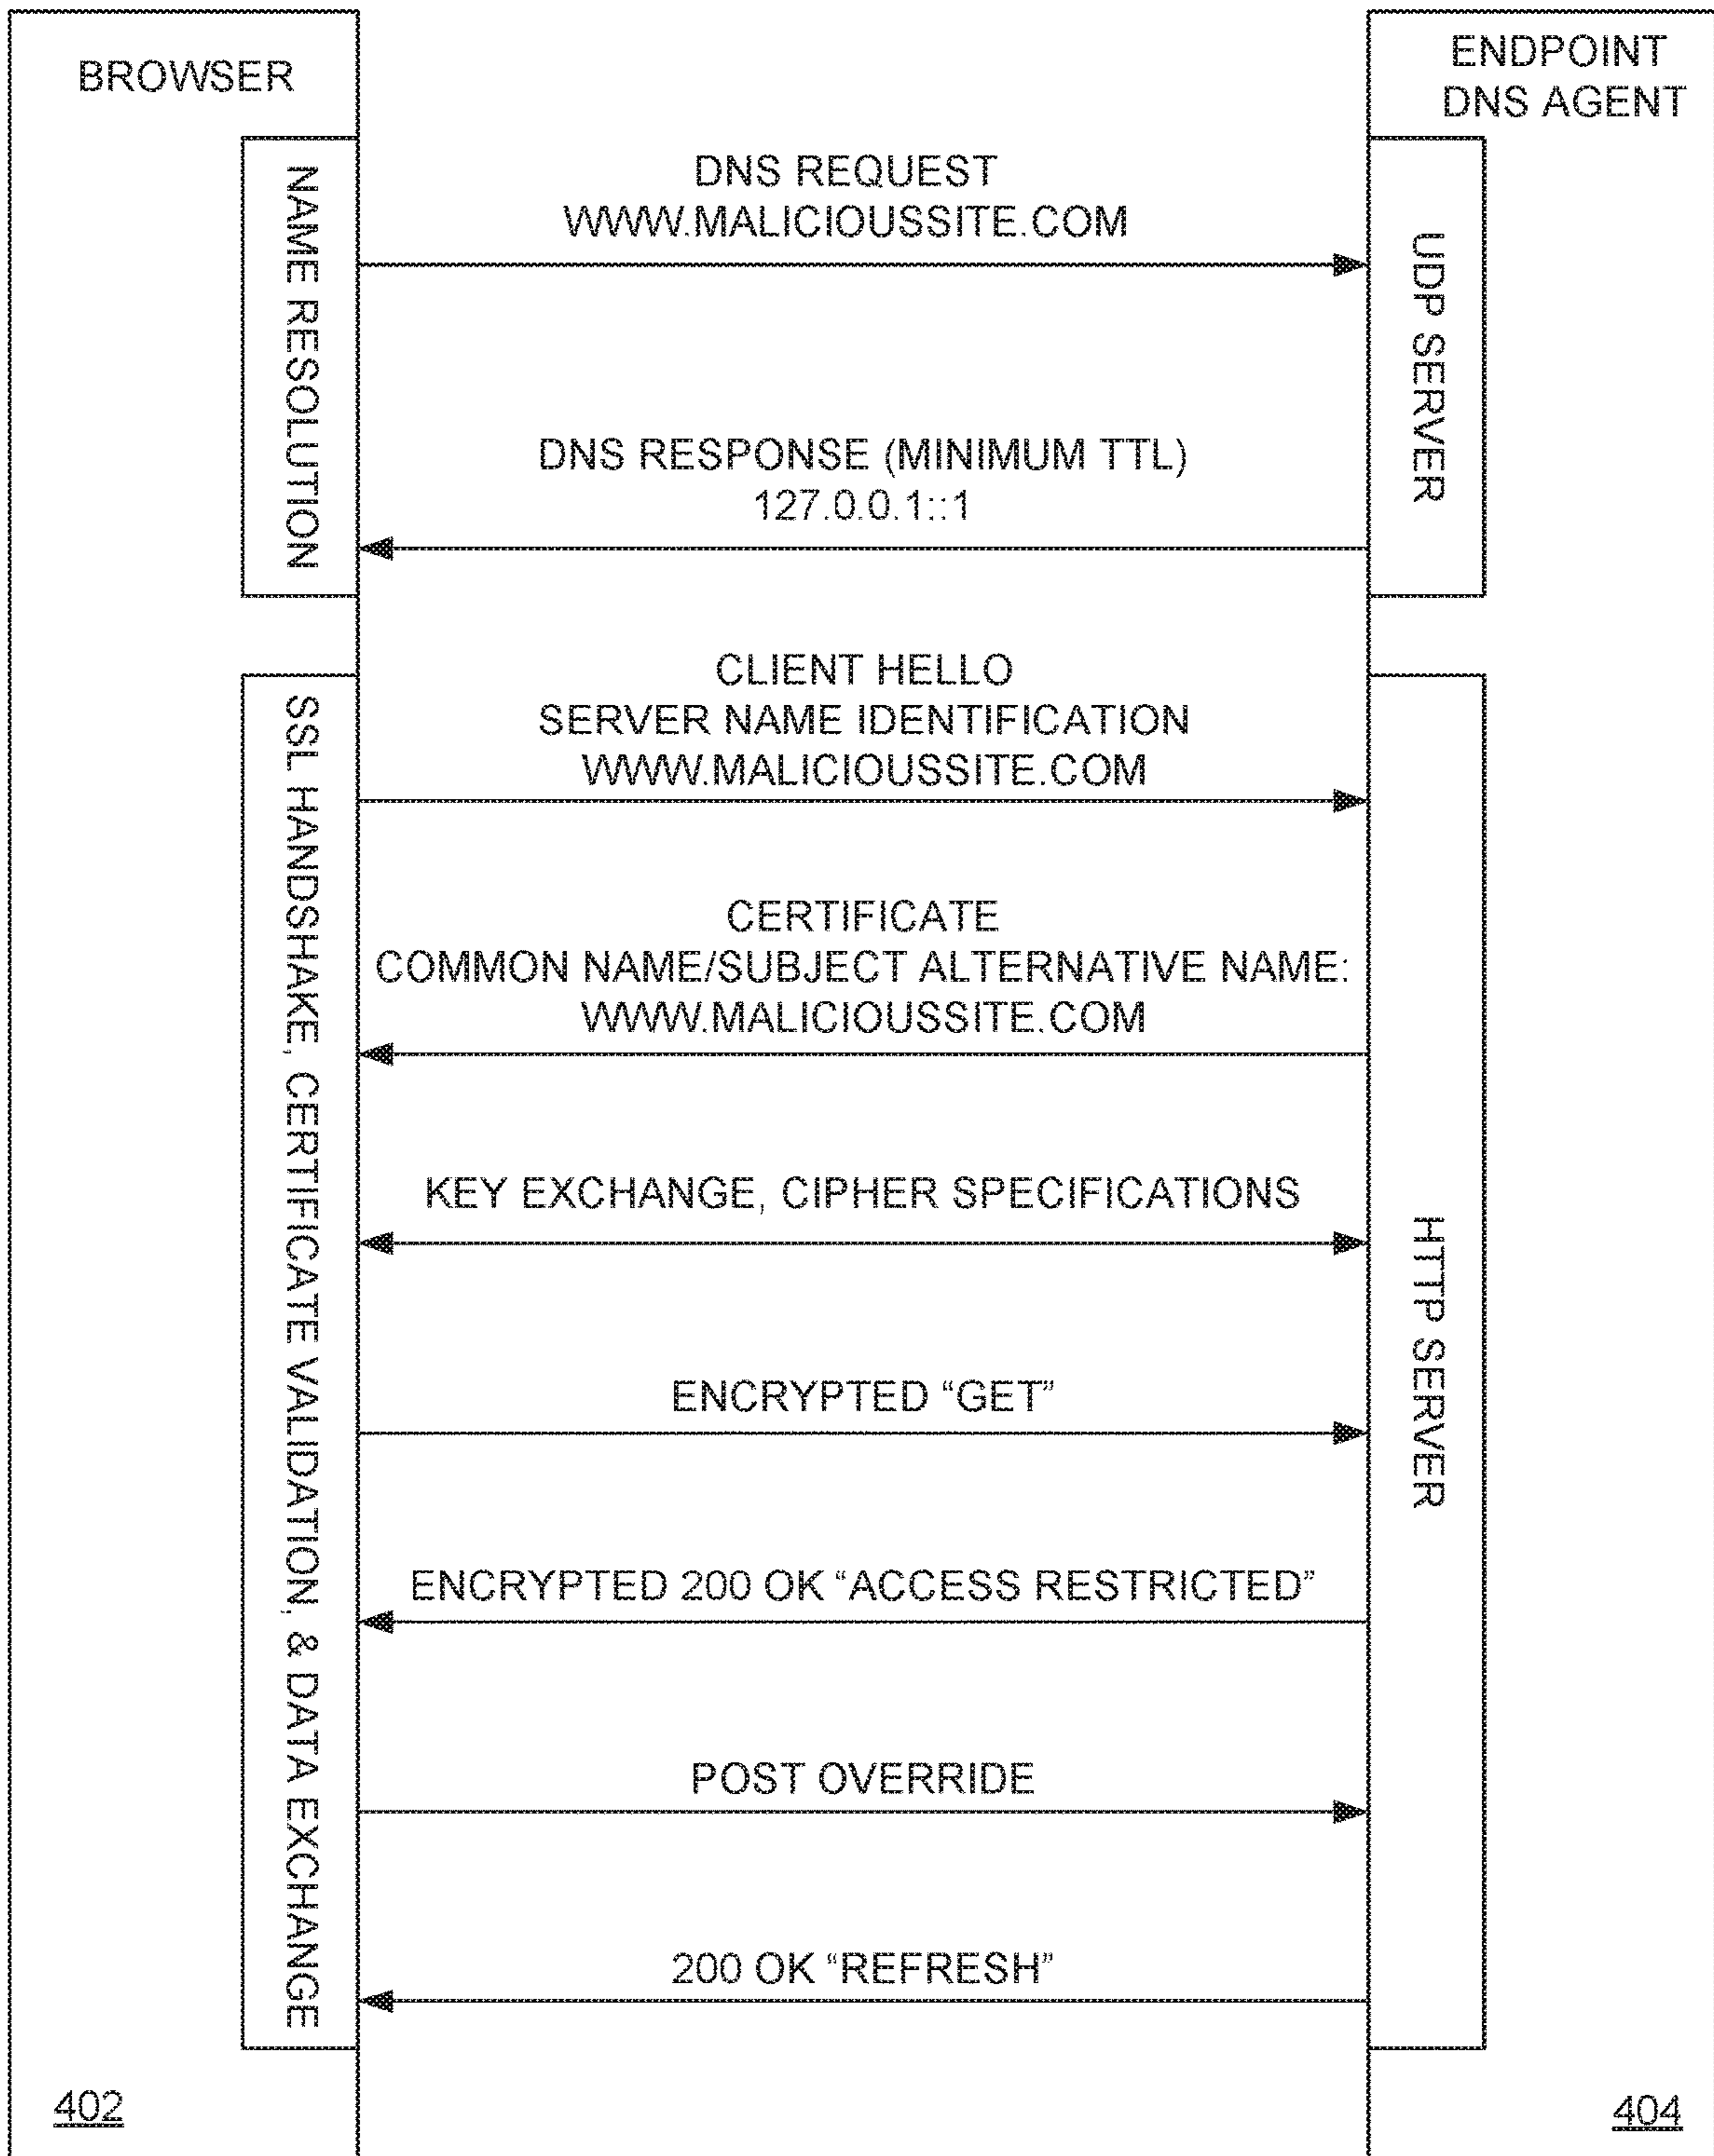 BROWSER
ENDPOINT
DNS AGENT
NAME RESOLUTION
UDP SERVER
DNS REQUEST
WWW.MALICIOUSSITE.COM
DNS RESPONSE (MINIMUM TTL)
127.0.0.1::1
SSL HANDSHAKE, CERTIFICATE VALIDATION, & DATA EXCHANGE
HTTP SERVER
CLIENT HELLO
SERVER NAME IDENTIFICATION
WWW.MALICIOUSSITE.COM
CERTIFICATE
COMMON NAME/SUBJECT ALTERNATIVE NAME:
WWW.MALICIOUSSITE.COM
KEY EXCHANGE, CIPHER SPECIFICATIONS
ENCRYPTED “GET”
ENCRYPTED 200 OK “ACCESS RESTRICTED”
POST OVERRIDE
200 OK “REFRESH”
402
404